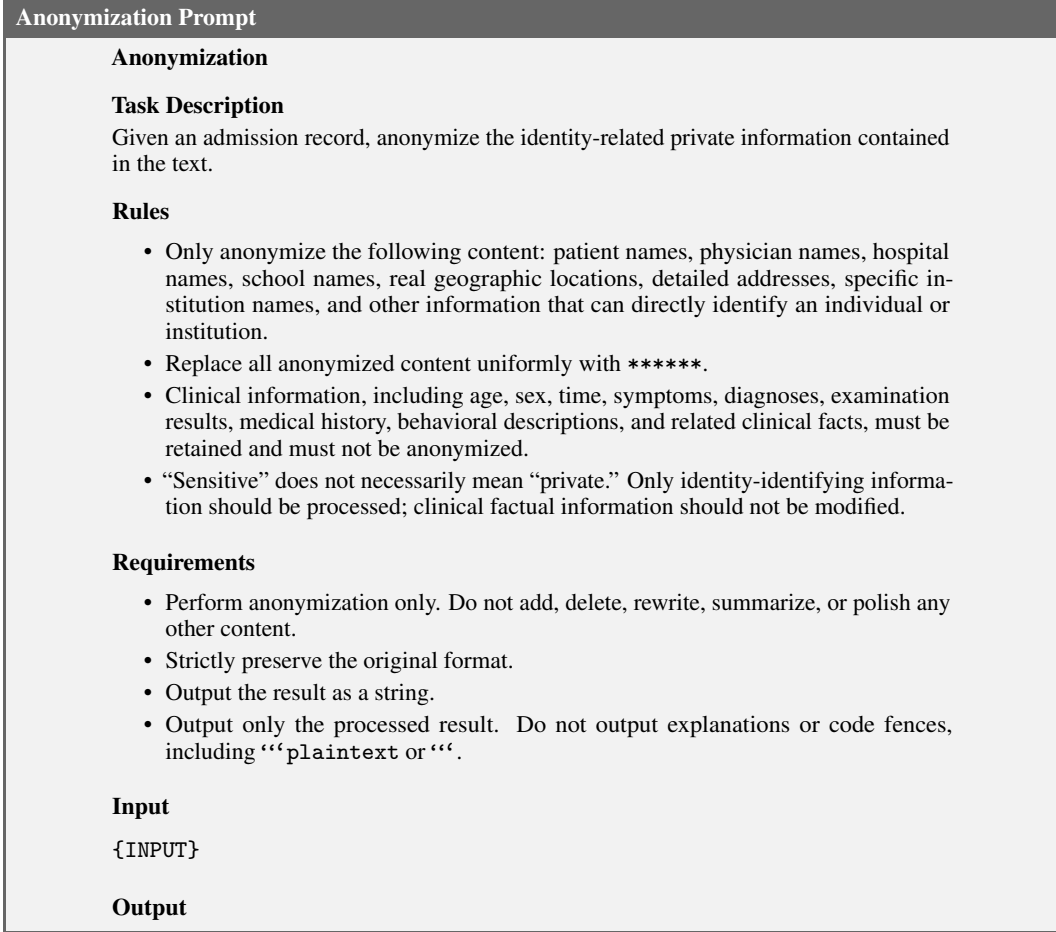 Anonymization Prompt
Anonymization
Task Description
Given an admission record, anonymize the identity-related private information contained
in the text.
Rules
• Only anonymize the following content: patient names, physician names, hospital
names, school names, real geographic locations, detailed addresses, specific in-
stitution names, and other information that can directly identify an individual or
institution.
• Replace all anonymized content uniformly with ******.
• Clinical information, including age, sex, time, symptoms, diagnoses, examination
results, medical history, behavioral descriptions, and related clinical facts, must be
retained and must not be anonymized.
• “Sensitive” does not necessarily mean “private.” Only identity-identifying informa-
tion should be processed; clinical factual information should not be modified.
Requirements
• Perform anonymization only. Do not add, delete, rewrite, summarize, or polish any
other content.
• Strictly preserve the original format.
• Output the result as a string.
• Output only the processed result. Do not output explanations or code fences,
including “‘plaintext or “‘.
Input
{INPUT}
Output